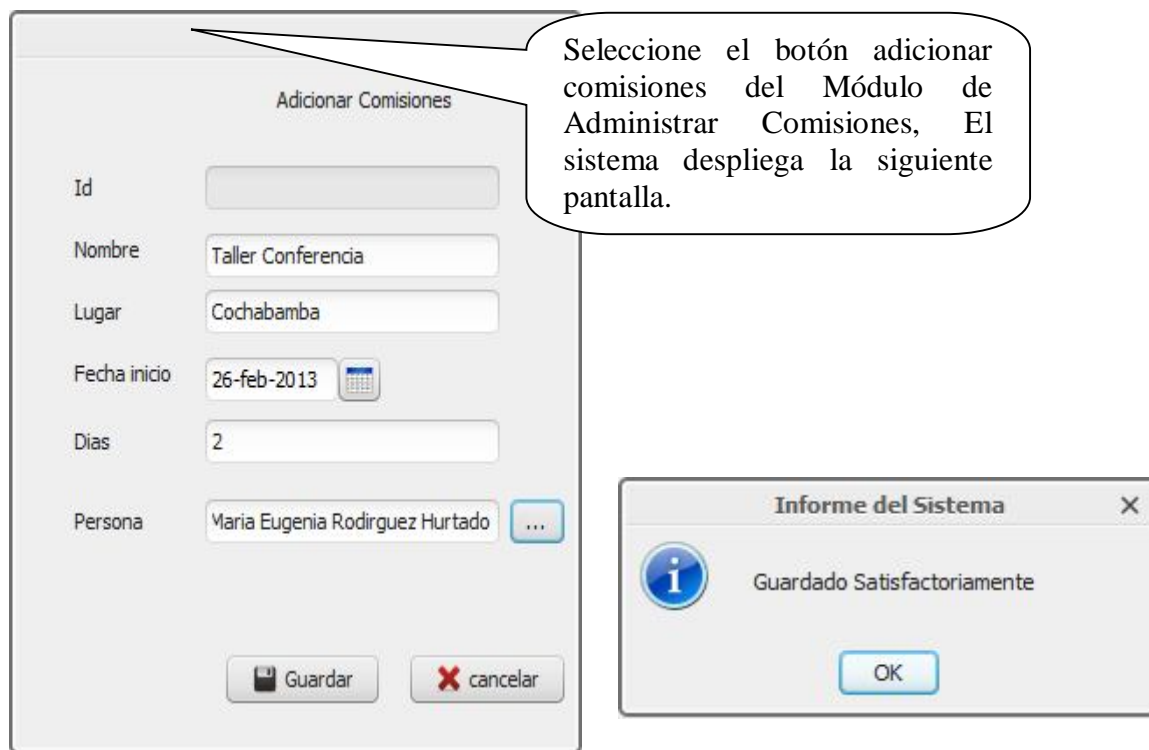 Seleccione el botón adicionar
comisiones del Módulo de
Administrar Comisiones, El
sistema despliega la siguiente
pantalla.
Adicionar Comisiones
Id
Nombre Taller Conferencia
Lugar Cochabamba
Fecha inicio 26-feb-2013
Dias 2
Persona Maria Eugenia Rodirguez Hurtado ...
Guardar cancelar
Informe del Sistema
Guardado Satisfactoriamente
OK